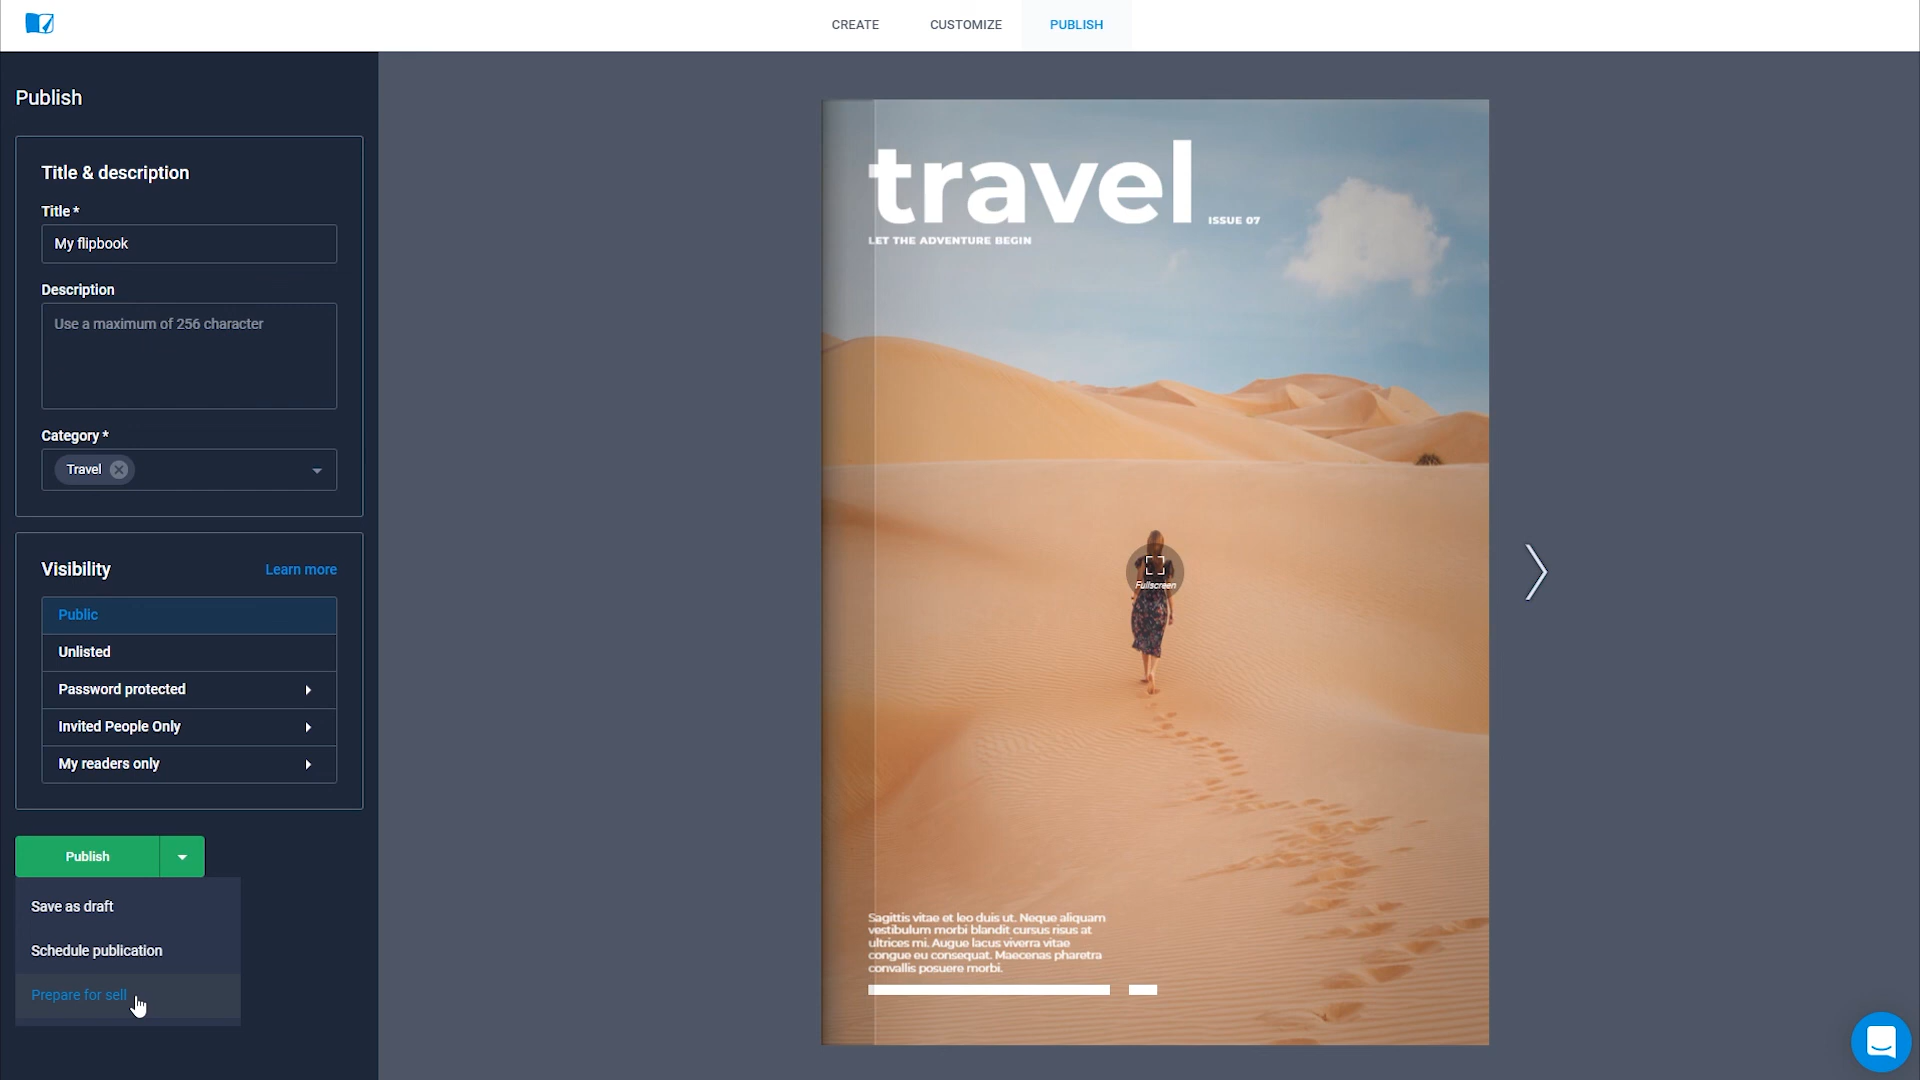 CREATE
CUSTOMIZE
PUBLISH
Publish
Title & description
Title *
My flipbook
Description
Use a maximum of 256 character
Category *
Travel
Visibility
Learn more
Public
Unlisted
Password protected
Invited People Only
My readers only
Publish
Save as draft
Schedule publication
Prepare for sell
travel
ISSUE 07
LET THE ADVENTURE BEGIN
Fullscreen
Sagittis vitae et leo duis ut. Neque aliquam
vestibulum morbi blandit cursus risus at
ultrices mi. Augue lacus viverra vitae
congue eu consequat. Maecenas pharetra
convallis posuere morbi.